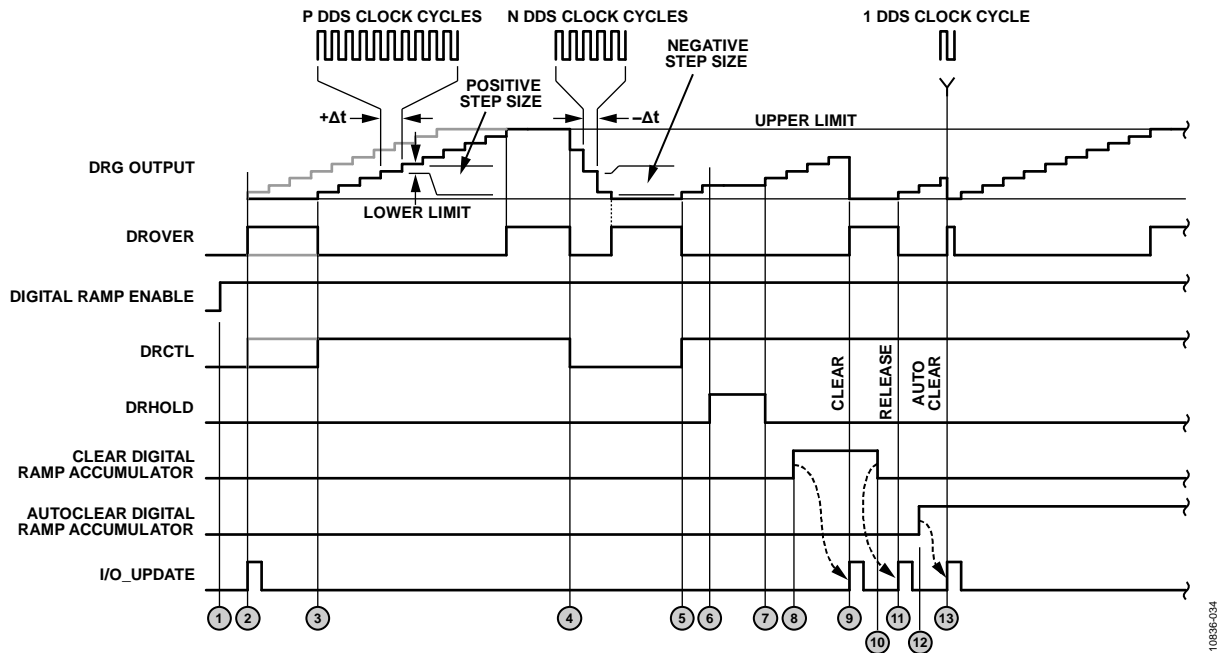 P DDS CLOCK CYCLES
N DDS CLOCK CYCLES
1 DDS CLOCK CYCLE
NEGATIVE
STEP SIZE
POSITIVE
STEP SIZE
+Δt
–Δt
UPPER LIMIT
DRG OUTPUT
LOWER LIMIT
DROVER
DIGITAL RAMP ENABLE
DRCTL
CLEAR
RELEASE
AUTO
CLEAR
DRHOLD
CLEAR DIGITAL
RAMP ACCUMULATOR
AUTOCLEAR DIGITAL
RAMP ACCUMULATOR
I/O_UPDATE
1
2
3
4
5
6
7
8
9
10
11
12
13
10836-034